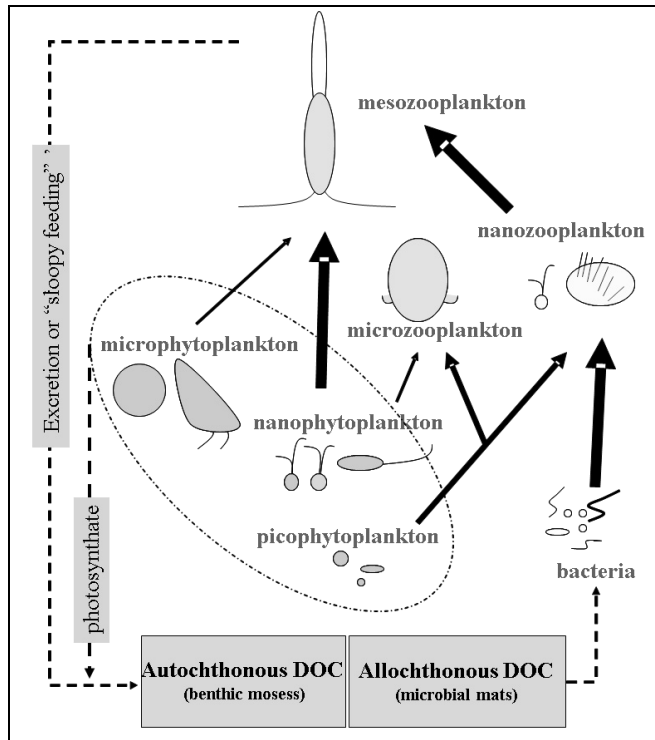 mesozooplankton
nanozooplankton
microphytoplankton
microzooplankton
nanophytoplankton
picophytoplankton
bacteria
Excretion or “sloopy feeding” ’
photosynthate
Autochthonous DOC
(benthic mosess)
Allochthonous DOC
(microbial mats)